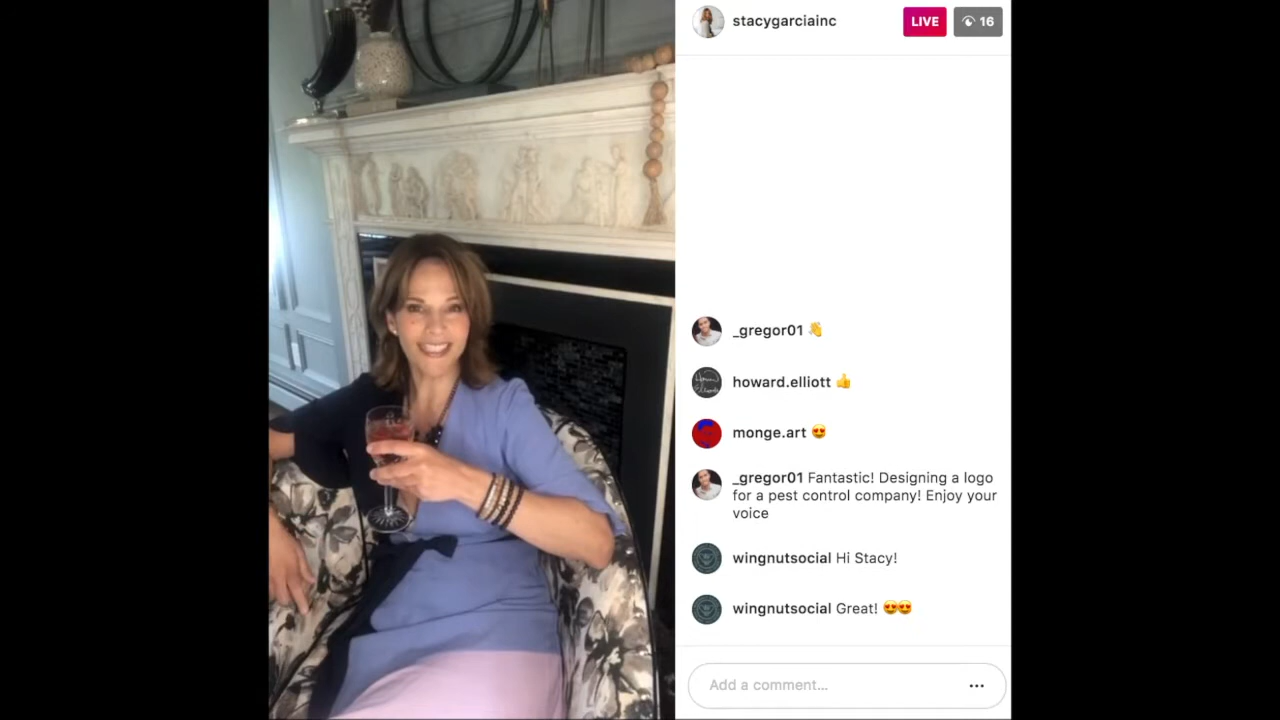 stacygarciainc LIVE 16
_gregor01 👏
howard.elliott 👍
monge.art 😍
_gregor01 Fantastic! Designing a logo
for a pest control company! Enjoy your
voice
wingnutsocial Hi Stacy!
wingnutsocial Great! 😍😍
Add a comment...